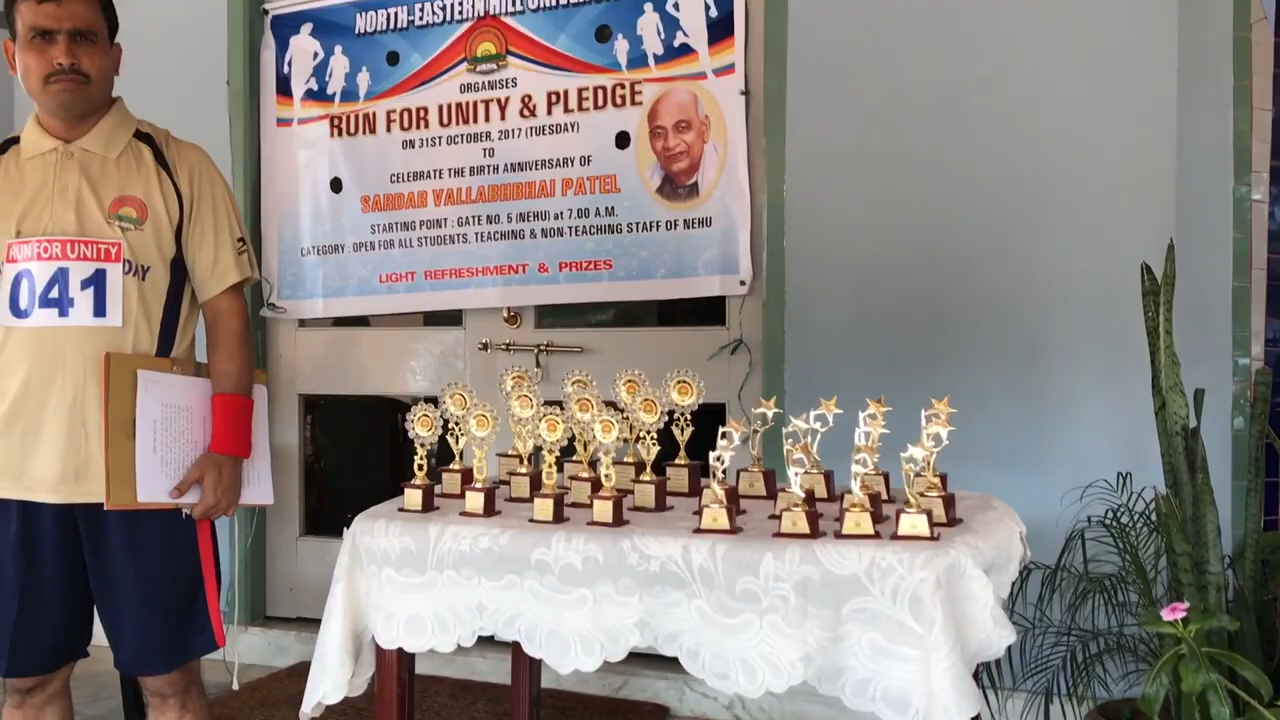 NORTH-EASTERN HILL
ORGANISES
RUN FOR UNITY & PLEDGE
ON 31ST OCTOBER, 2017 (TUESDAY)
TO
CELEBRATE THE BIRTH ANNIVERSARY OF
SARDAR VALLABHBHAI PATEL
STARTING POINT : GATE NO. 5 (NEHU) at 7.00 A.M.
CATEGORY : OPEN FOR ALL STUDENTS, TEACHING & NON-TEACHING STAFF OF NEHU
LIGHT REFRESHMENT & PRIZES
RUN FOR UNITY
041
DAY